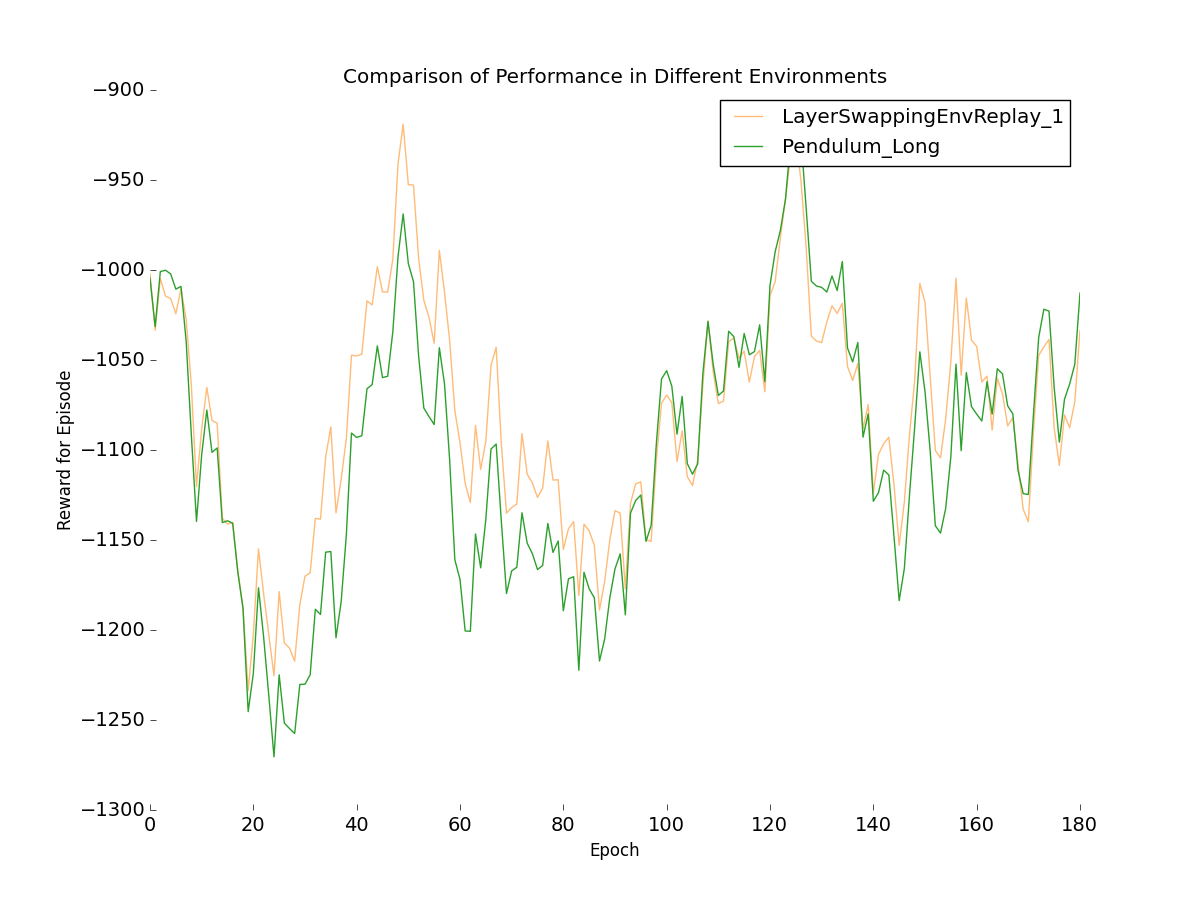 Comparison of Performance in Different Environments
LayerSwappingEnvReplay_1
Pendulum_Long
−900
−950
−1000
−1050
−1100
−1150
−1200
−1250
−1300
Reward for Episode
0 20 40 60 80 100 120 140 160 180
Epoch